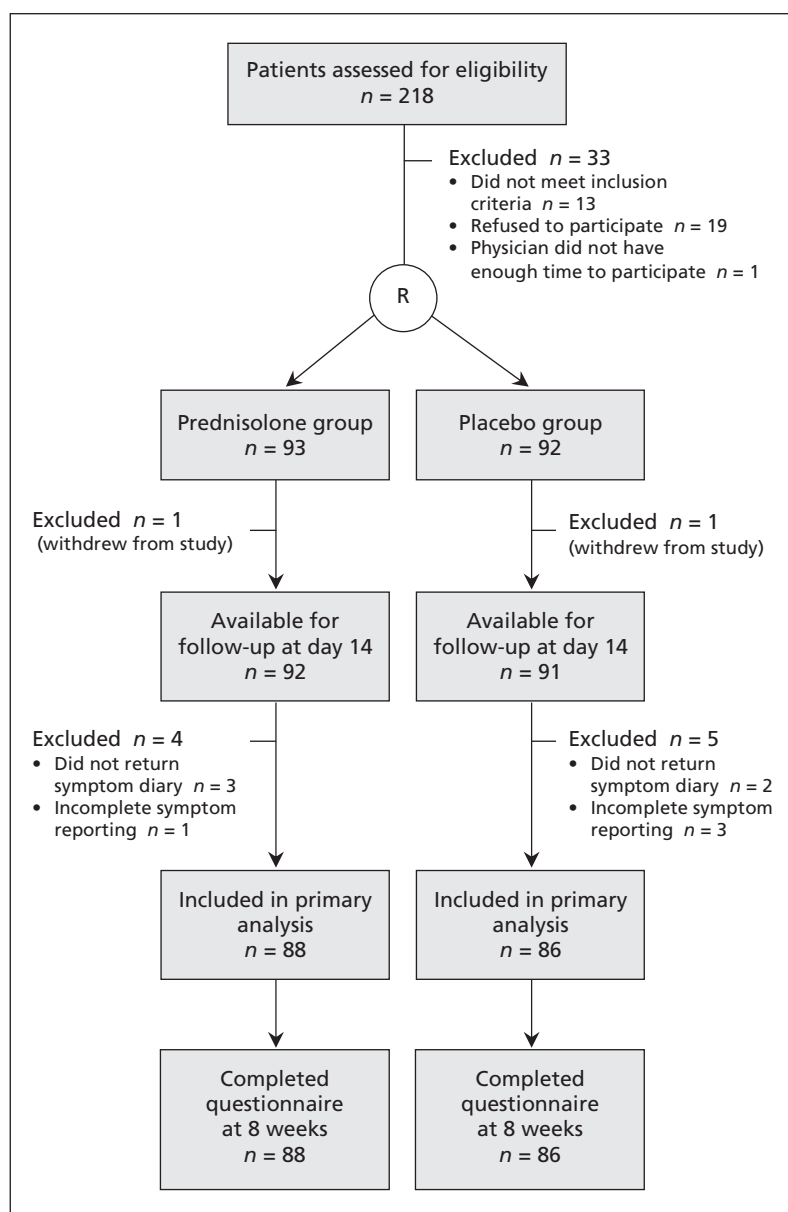 Patients assessed for eligibility
n = 218
Excluded n = 33
• Did not meet inclusion
criteria n = 13
• Refused to participate n = 19
• Physician did not have
enough time to participate n = 1
R
Prednisolone group
n = 93
Placebo group
n = 92
Excluded n = 1
(withdrew from study)
Excluded n = 1
(withdrew from study)
Available for
follow-up at day 14
n = 92
Available for
follow-up at day 14
n = 91
Excluded n = 4
• Did not return
symptom diary n = 3
• Incomplete symptom
reporting n = 1
Excluded n = 5
• Did not return
symptom diary n = 2
• Incomplete symptom
reporting n = 3
Included in primary
analysis
n = 88
Included in primary
analysis
n = 86
Completed
questionnaire
at 8 weeks
n = 88
Completed
questionnaire
at 8 weeks
n = 86